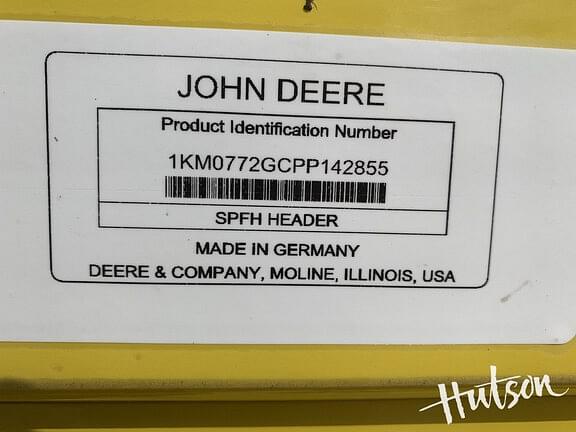 JOHN DEERE
Product Identification Number
1KM0772GCPP142855
SPFH HEADER
MADE IN GERMANY
DEERE & COMPANY, MOLINE, ILLINOIS, USA
Hutson